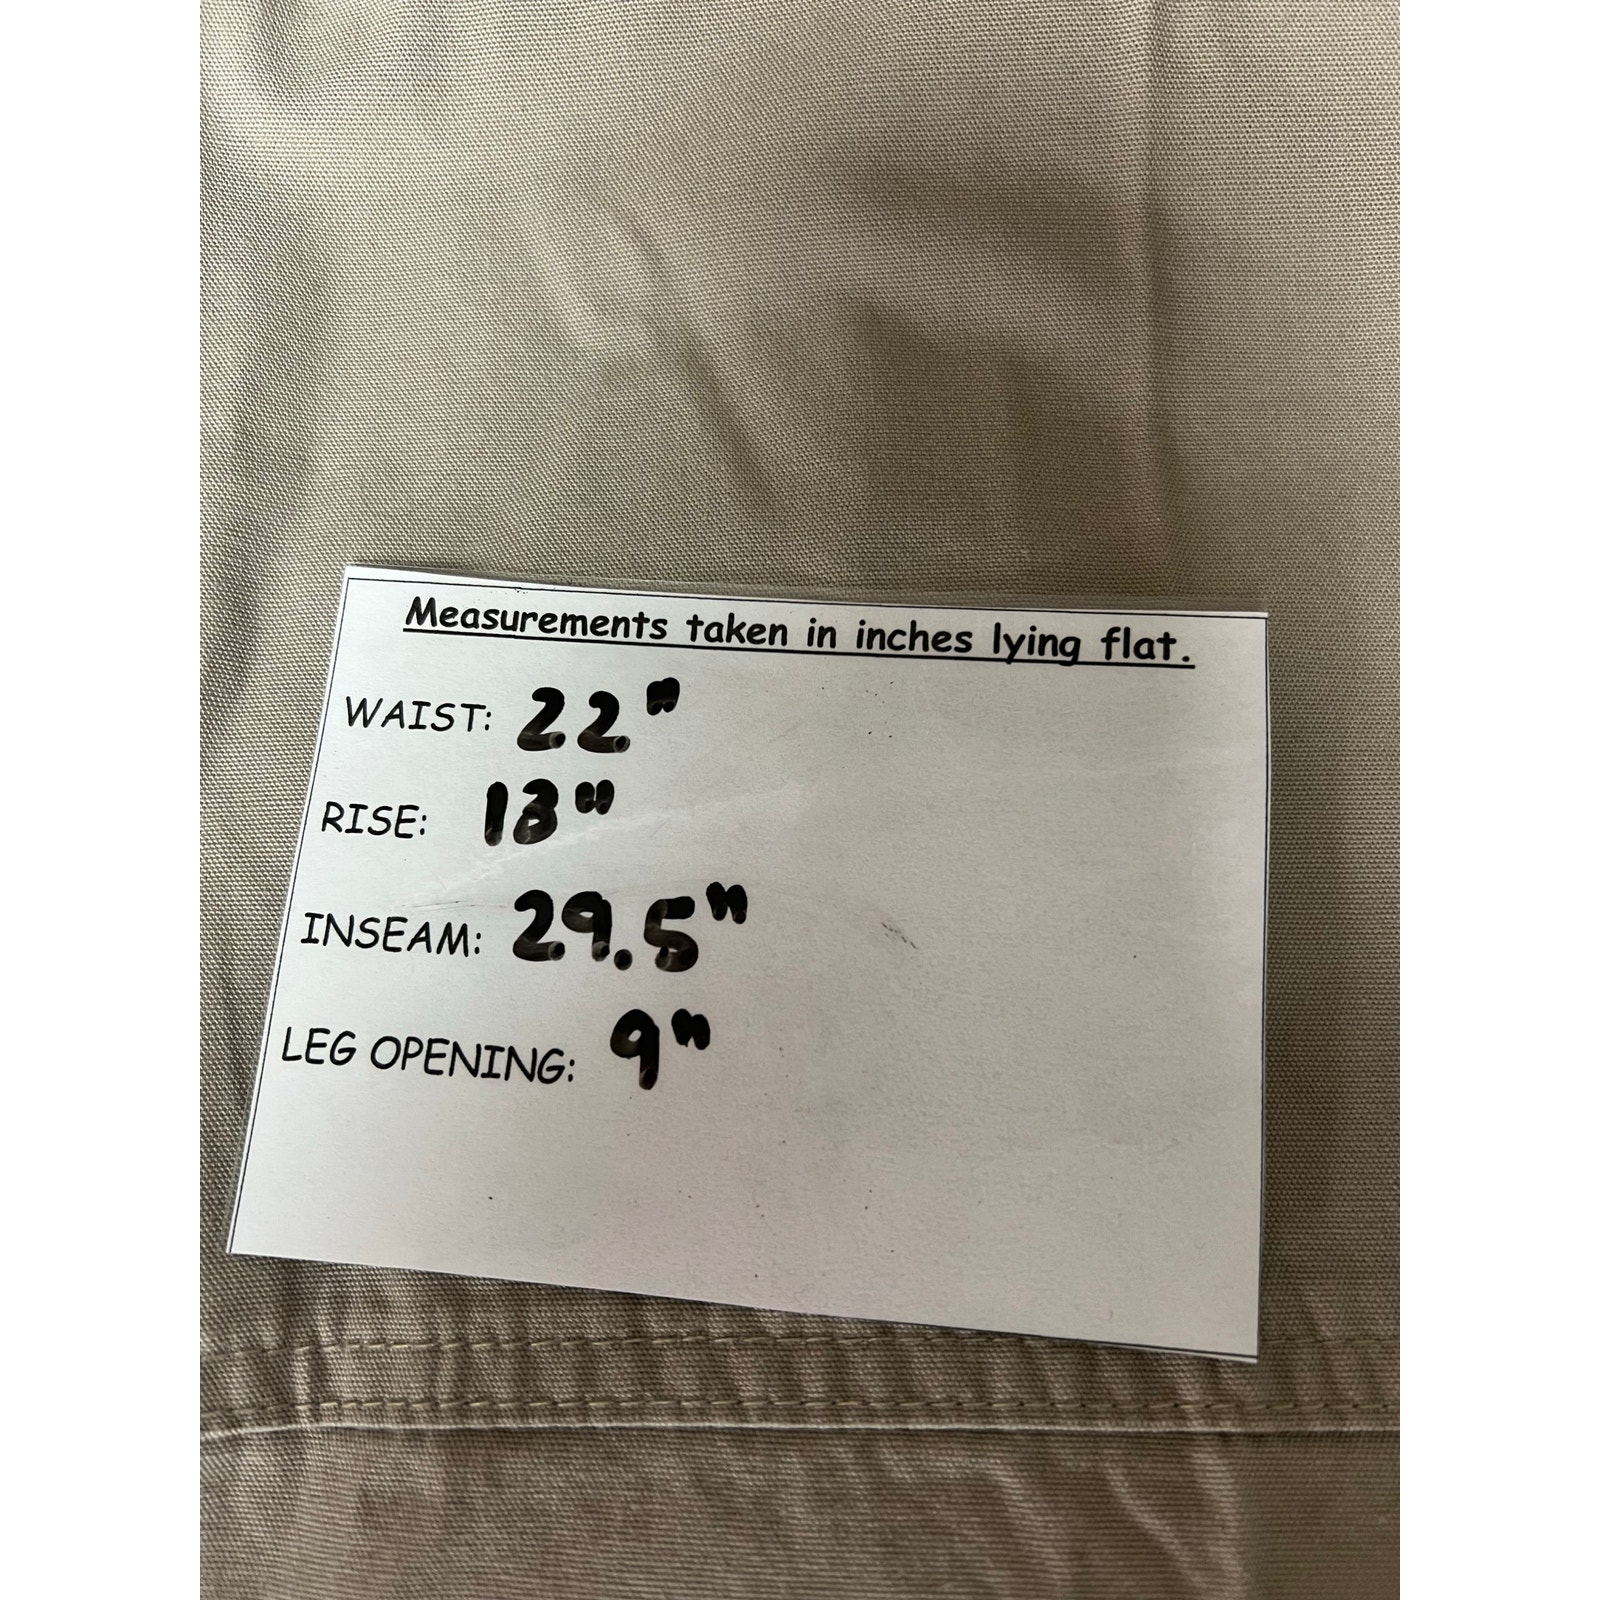 Measurements taken in inches lying flat.
WAIST: 22"
RISE: 13"
INSEAM: 29.5"
LEG OPENING: 9"